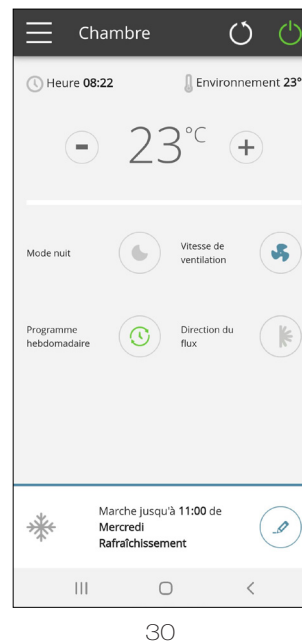 Chambre
Heure 08:22
Environnement 23°
- 23°C +
Mode nuit
Vitesse de
ventilation
Programme
hebdomadaire
Direction du
flux
Marche jusqu'à 11:00 de
Mercredi
Rafraîchissement
30